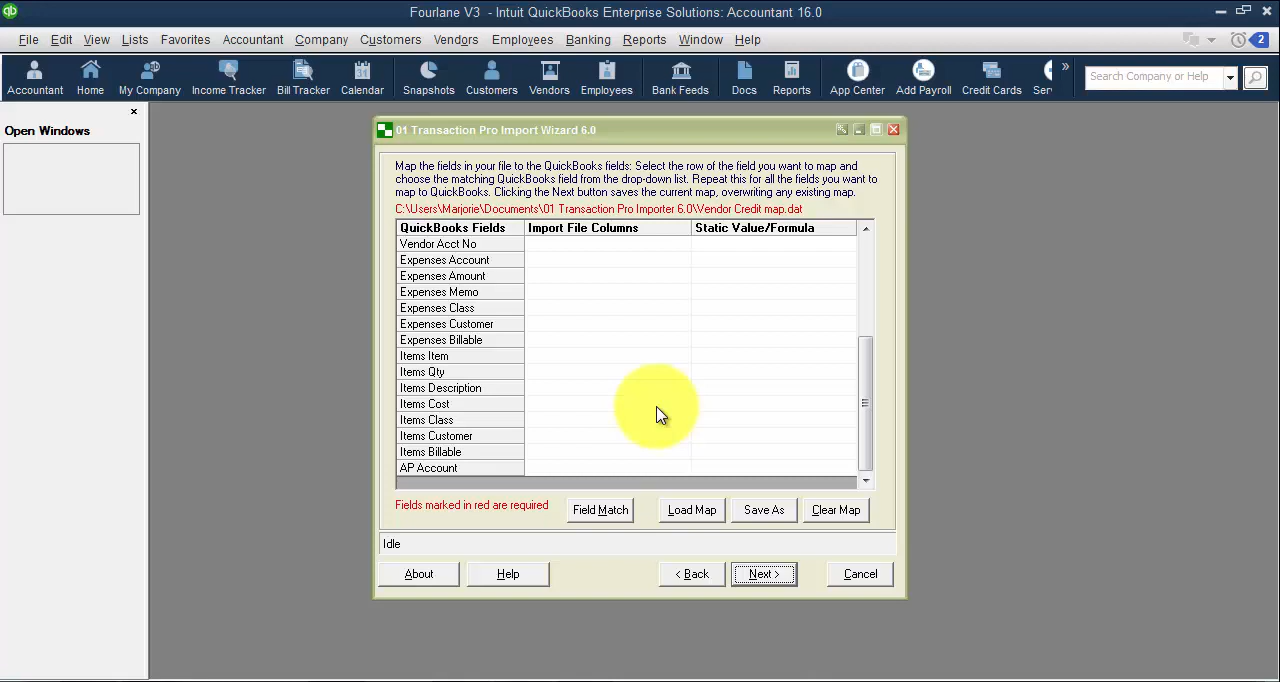 Fourlane V3 - Intuit QuickBooks Enterprise Solutions: Accountant 16.0
File Edit View Lists Favorites Accountant Company Customers Vendors Employees Banking Reports Window Help
2
Accountant Home My Company Income Tracker Bill Tracker Calendar Snapshots Customers Vendors Employees Bank Feeds Docs Reports App Center Add Payroll Credit Cards Ser
Search Company or Help
Open Windows
01 Transaction Pro Import Wizard 6.0
Map the fields in your file to the QuickBooks fields: Select the row of the field you want to map and
choose the matching QuickBooks field from the drop-down list. Repeat this for all the fields you want to
map to QuickBooks. Clicking the Next button saves the current map, overwriting any existing map.
C:\Users\Marjorie\Documents\01 Transaction Pro Importer 6.0\Vendor Credit map.dat
QuickBooks Fields Import File Columns Static Value/Formula
Vendor Acct No
Expenses Account
Expenses Amount
Expenses Memo
Expenses Class
Expenses Customer
Expenses Billable
Items Item
Items Qty
Items Description
Items Cost
Items Class
Items Customer
Items Billable
AP Account
Fields marked in red are required Field Match Load Map Save As Clear Map
Idle
About Help < Back Next > Cancel